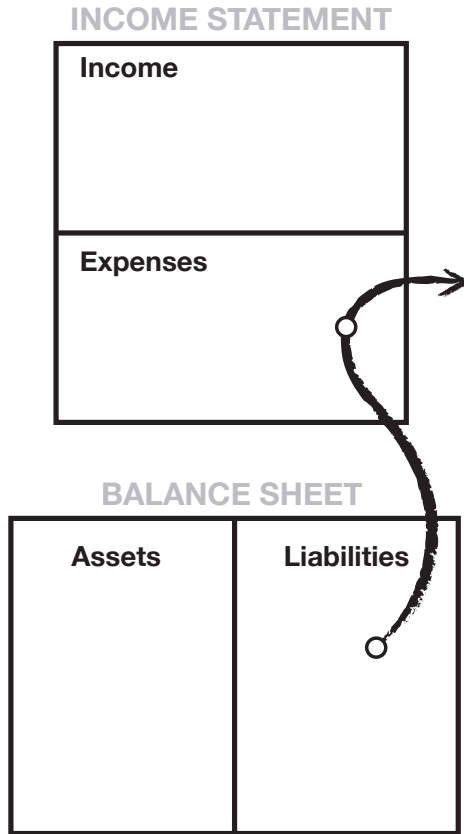 INCOME STATEMENT
Income
Expenses
BALANCE SHEET
Assets
Liabilities